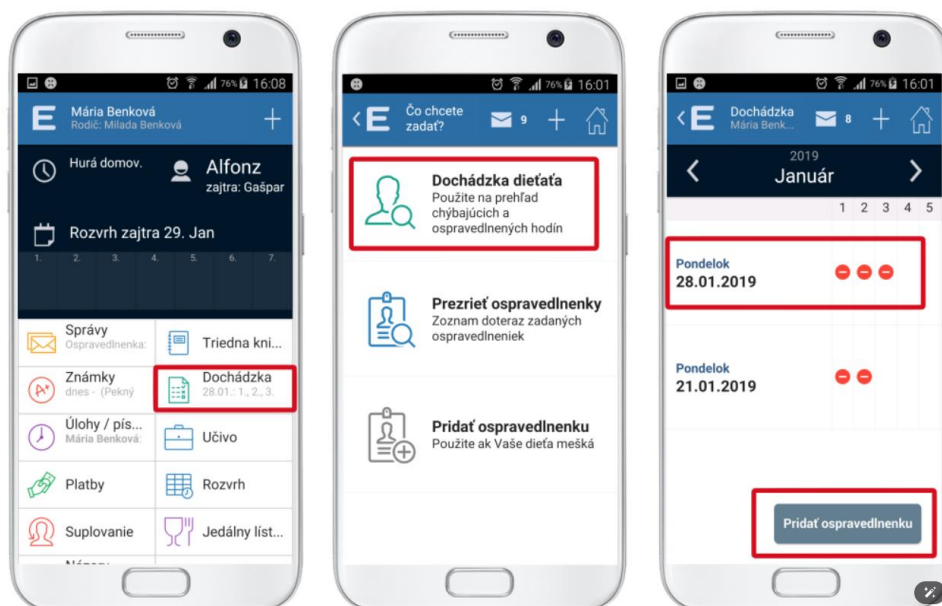 76% 16:08
E
Mária Benková
Rodič: Milada Benková
+
Hurá domov.
Alfonz
zajtra: Gašpar
Rozvrh zajtra 29. Jan
1. 2. 3. 4. 5. 6. 7.
Správy
Ospravedlnenka:
Triedna kni...
Známky
dnes - (Pekný
Dochádzka
28.01.: 1., 2., 3.
Úlohy / pís...
Mária Benková:
Učivo
Platby
Rozvrh
Suplovanie
Jedálny líst...
76% 16:01
E
Čo chcete
zadať?
9
+
Dochádzka dieťaťa
Použite na prehľad
chýbajúcich a
ospravedlnených hodín
Prezrieť ospravedlnenky
Zoznam doteraz zadaných
ospravedlneniek
Pridať ospravedlnenku
Použite ak Vaše dieťa mešká
76% 16:01
E
Dochádzka
Mária Benk...
8
+
2019
Január
1 2 3 4 5
Pondelok
28.01.2019
Pondelok
21.01.2019
Pridať ospravedlnenku